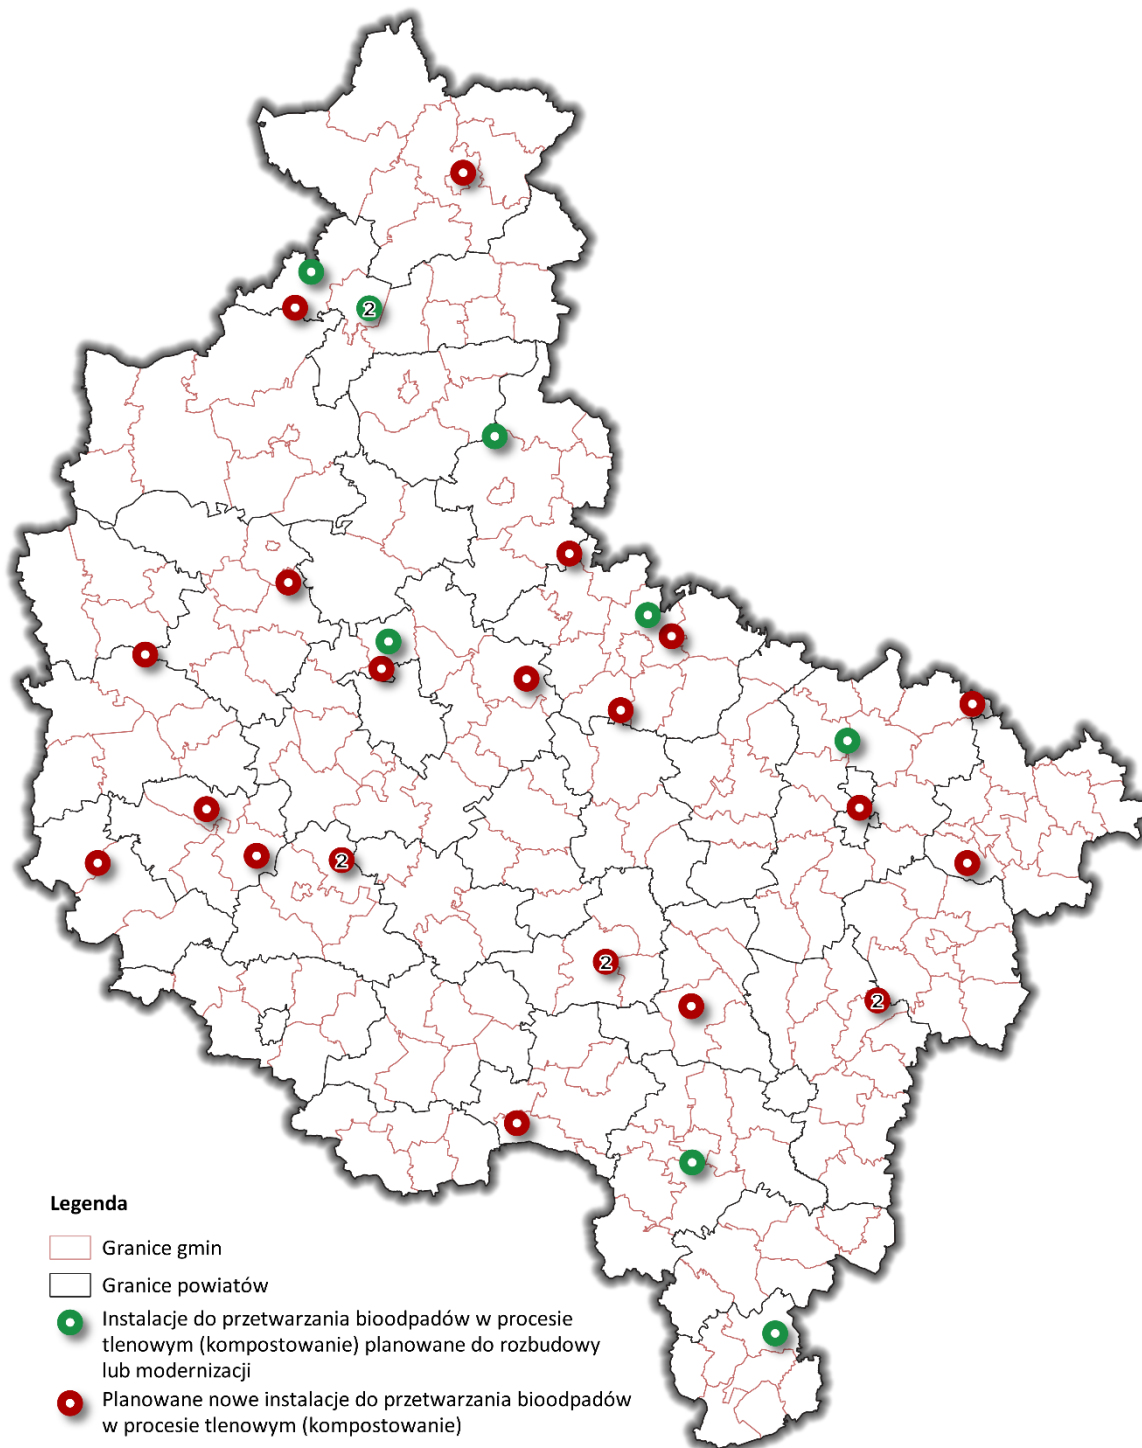 2
2
2
2
Legenda
Granice gmin
Granice powiatów
Instalacje do przetwarzania bioodpadów w procesie
tlenowym (kompostowanie) planowane do rozbudowy
lub modernizacji
Planowane nowe instalacje do przetwarzania bioodpadów
w procesie tlenowym (kompostowanie)